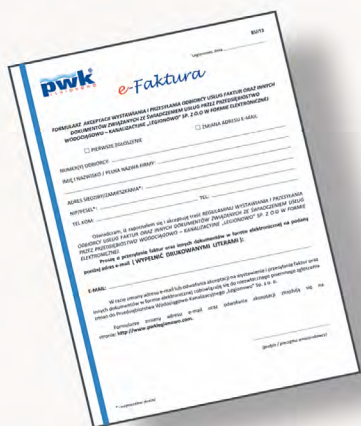 BU/13
Legionowo, dnia
pwk
LEGIONOWO
e-Faktura
FORMULARZ AKCEPTACJI WYSTAWIANIA I PRZESYŁANIA ODBIORCY USŁUG FAKTUR ORAZ INNYCH
DOKUMENTÓW ZWIĄZANYCH ZE ŚWIADCZENIEM USŁUG PRZEZ PRZEDSIĘBIORSTWO
WODOCIĄGOWO – KANALIZACYJNE „LEGIONOWO" SP. Z O.O W FORMIE ELEKTRONICZNEJ
□ PIERWSZE ZGŁOSZENIE □ ZMIANA ADRESU E-MAIL
NUMER(Y) ODBIORCY:
IMIĘ I NAZWISKO / PEŁNA NAZWA FIRMY:
ADRES SIEDZIBY/ZAMIESZKANIA*:
NIP/PESEL*: TEL.:
TEL KOM:
Oświadczam, iż zapoznałem się i akceptuję treść REGULAMINU WYSTAWIANIA I PRZESYŁANIA
ODBIORCY USŁUG FAKTUR ORAZ INNYCH DOKUMENTÓW ZWIĄZANYCH ZE ŚWIADCZENIEM USŁUG
PRZEZ PRZEDSIĘBIORSTWO WODOCIĄGOWO – KANALIZACYJNE „LEGIONOWO" SP. Z O.O W FORMIE
ELEKTRONICZNEJ
Proszę o przesyłanie faktur oraz innych dokumentów w formie elektronicznej na podany
poniżej adres e-mail. ( WYPEŁNIĆ DRUKOWANYMI LITERAMI ):
E-MAIL:
W razie zmiany adresu e-mail lub odwołania akceptacji na wystawianie i przesyłanie faktur oraz
innych dokumentów w formie elektronicznej zobowiązuję się do niezwłocznego pisemnego zgłoszenia
zmian do Przedsiębiorstwa Wodociągowo-Kanalizacyjnego „Legionowo" Sp. z o. o.
Formularze zmiany adresu e-mail oraz odwołania akceptacji znajdują się na
stronie: http://www.pwklegionowo.com.
(podpis / pieczątka
* - niepotrzebne skreślić